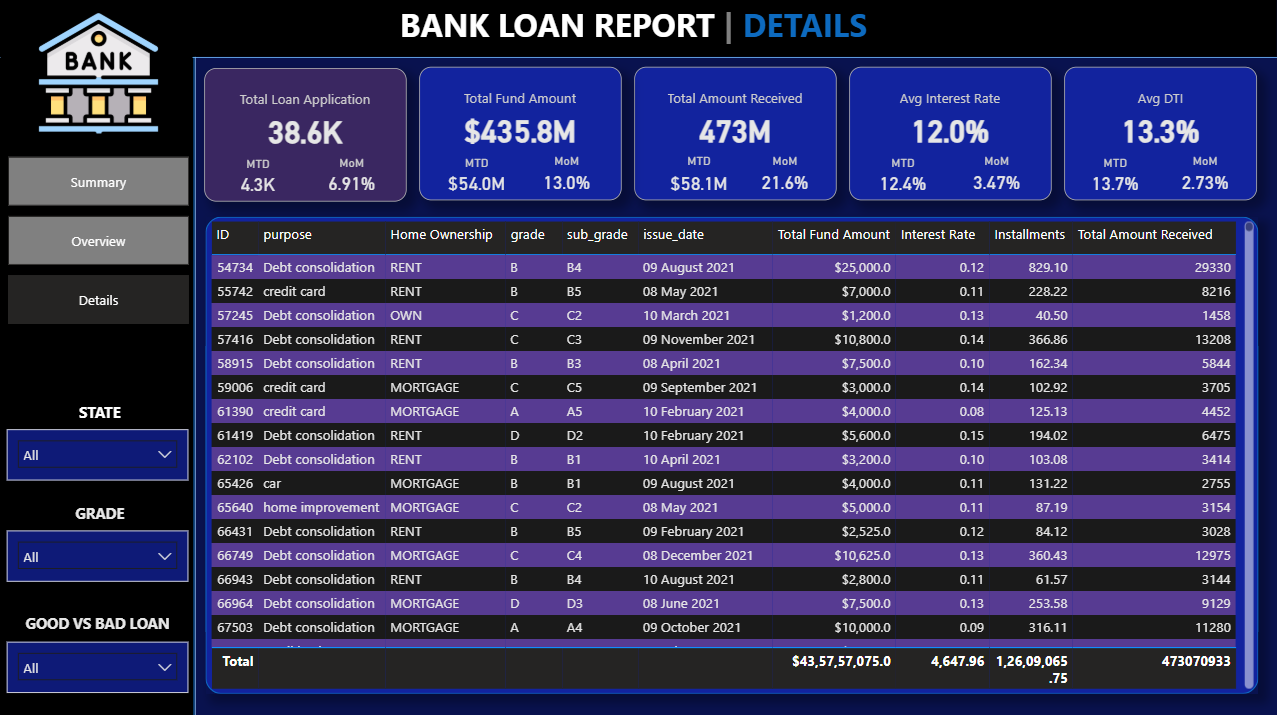 BANK LOAN REPORT | DETAILS
BANK
Summary
Overview
Details
STATE
All
GRADE
All
GOOD VS BAD LOAN
All
Total Loan Application
38.6K
MTD MoM
4.3K 6.91%
Total Fund Amount
$435.8M
MTD MoM
$54.0M 13.0%
Total Amount Received
473M
MTD MoM
$58.1M 21.6%
Avg Interest Rate
12.0%
MTD MoM
12.4% 3.47%
Avg DTI
13.3%
MTD MoM
13.7% 2.73%
ID purpose Home Ownership grade sub_grade issue_date Total Fund Amount Interest Rate Installments Total Amount Received
54734 Debt consolidation RENT B B4 09 August 2021 $25,000.0 0.12 829.10 29330
55742 credit card RENT B B5 08 May 2021 $7,000.0 0.11 228.22 8216
57245 Debt consolidation OWN C C2 10 March 2021 $1,200.0 0.13 40.50 1458
57416 Debt consolidation RENT C C3 09 November 2021 $10,800.0 0.14 366.86 13208
58915 Debt consolidation RENT B B3 08 April 2021 $7,500.0 0.10 162.34 5844
59006 credit card MORTGAGE C C5 09 September 2021 $3,000.0 0.14 102.92 3705
61390 credit card MORTGAGE A A5 10 February 2021 $4,000.0 0.08 125.13 4452
61419 Debt consolidation RENT D D2 10 February 2021 $5,600.0 0.15 194.02 6475
62102 Debt consolidation RENT B B1 10 April 2021 $3,200.0 0.10 103.08 3414
65426 car MORTGAGE B B1 09 August 2021 $4,000.0 0.11 131.22 2755
65640 home improvement MORTGAGE C C2 08 May 2021 $5,000.0 0.11 87.19 3154
66431 Debt consolidation RENT B B5 09 February 2021 $2,525.0 0.12 84.12 3028
66749 Debt consolidation MORTGAGE C C4 08 December 2021 $10,625.0 0.13 360.43 12975
66943 Debt consolidation RENT B B4 10 August 2021 $2,800.0 0.11 61.57 3144
66964 Debt consolidation MORTGAGE D D3 08 June 2021 $7,500.0 0.13 253.58 9129
67503 Debt consolidation MORTGAGE A A4 09 October 2021 $10,000.0 0.09 316.11 11280
Total $43,57,57,075.0 4,647.96 1,26,09,065 473070933
.75